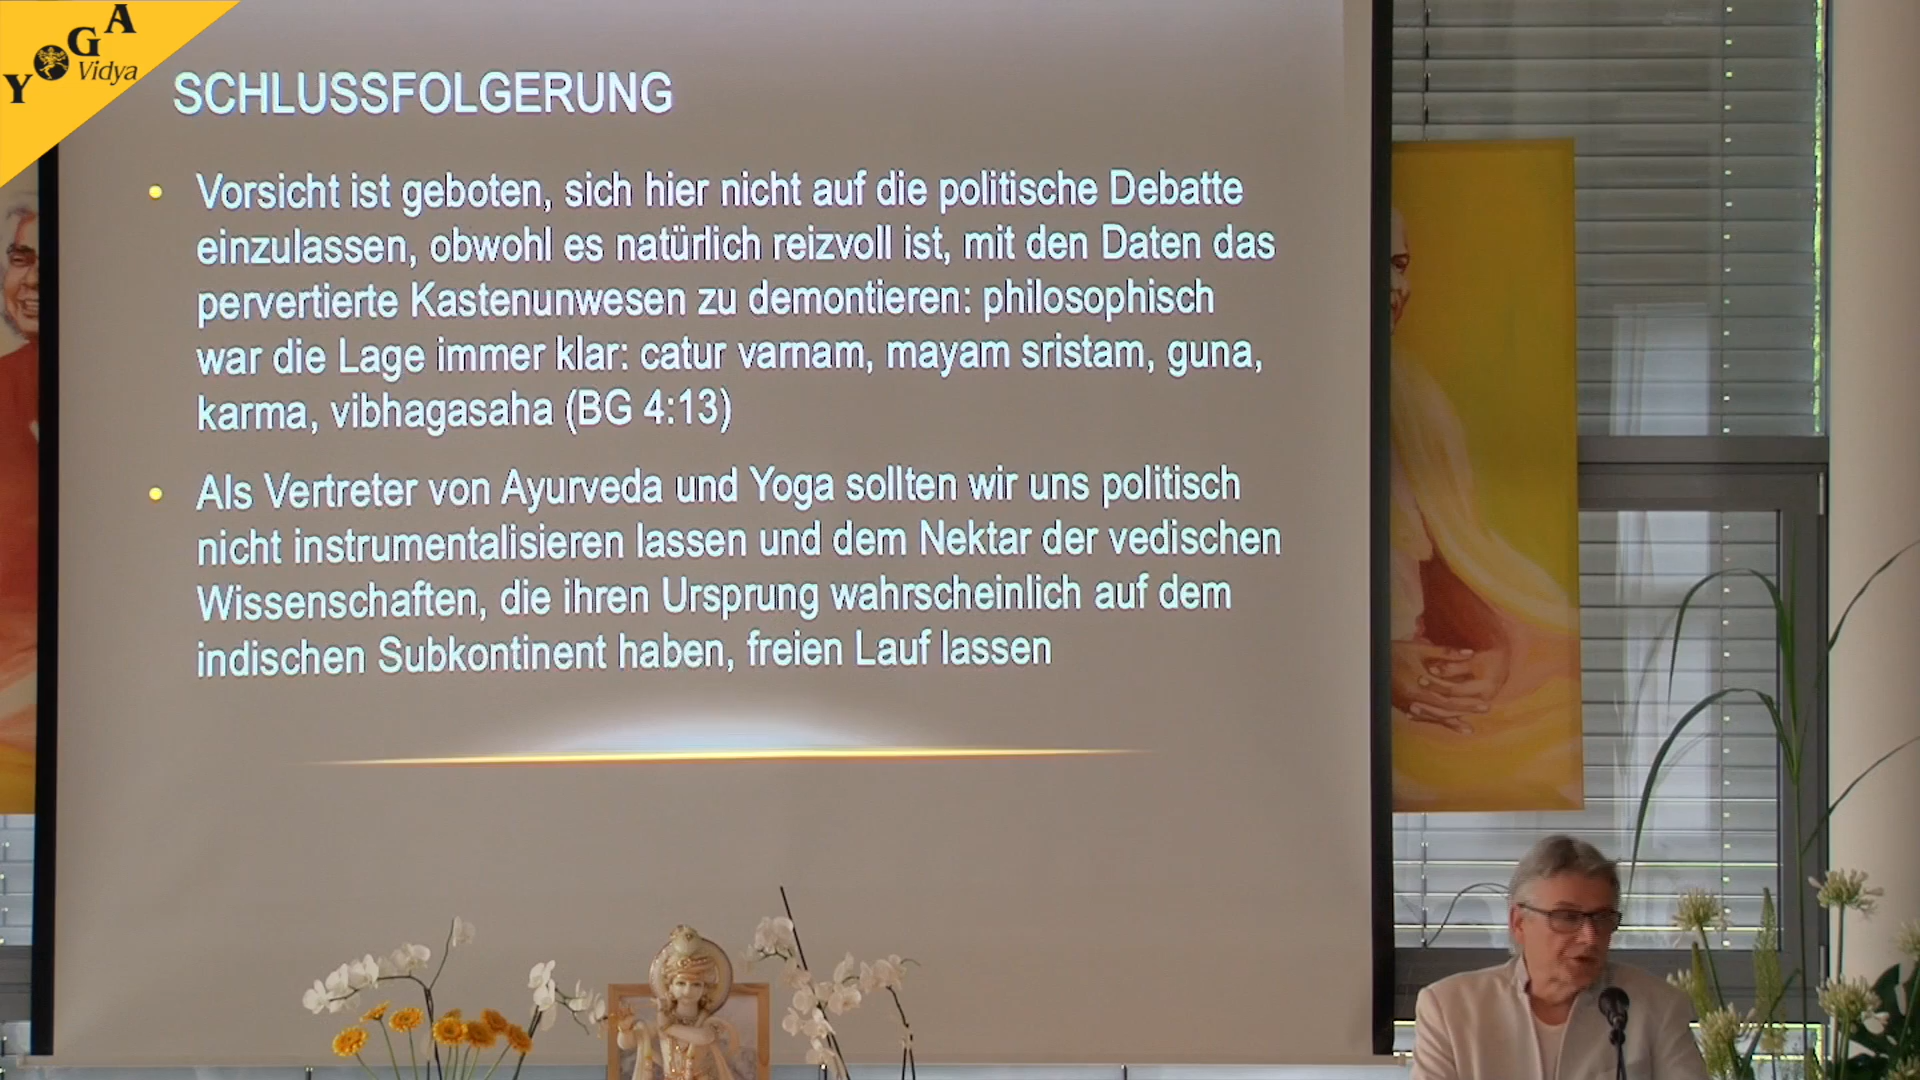 YOGA
Vidya
SCHLUSSFOLGERUNG
Vorsicht ist geboten, sich hier nicht auf die politische Debatte
einzulassen, obwohl es natürlich reizvoll ist, mit den Daten das
pervertierte Kastenunwesen zu demontieren: philosophisch
war die Lage immer klar: catur varnam, mayam sristam, guna,
karma, vibhagasaha (BG 4:13)
Als Vertreter von Ayurveda und Yoga sollten wir uns politisch
nicht instrumentalisieren lassen und dem Nektar der vedischen
Wissenschaften, die ihren Ursprung wahrscheinlich auf dem
indischen Subkontinent haben, freien Lauf lassen